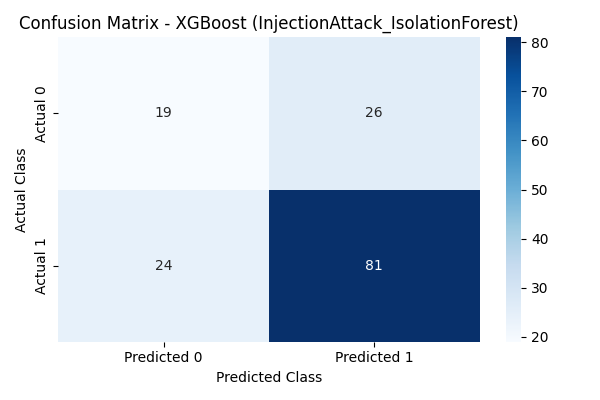 Confusion Matrix - XGBoost (InjectionAttack_IsolationForest)
Actual Class
Actual 0
19
26
Actual 1
24
81
Predicted 0
Predicted 1
Predicted Class
80
70
60
50
40
30
20